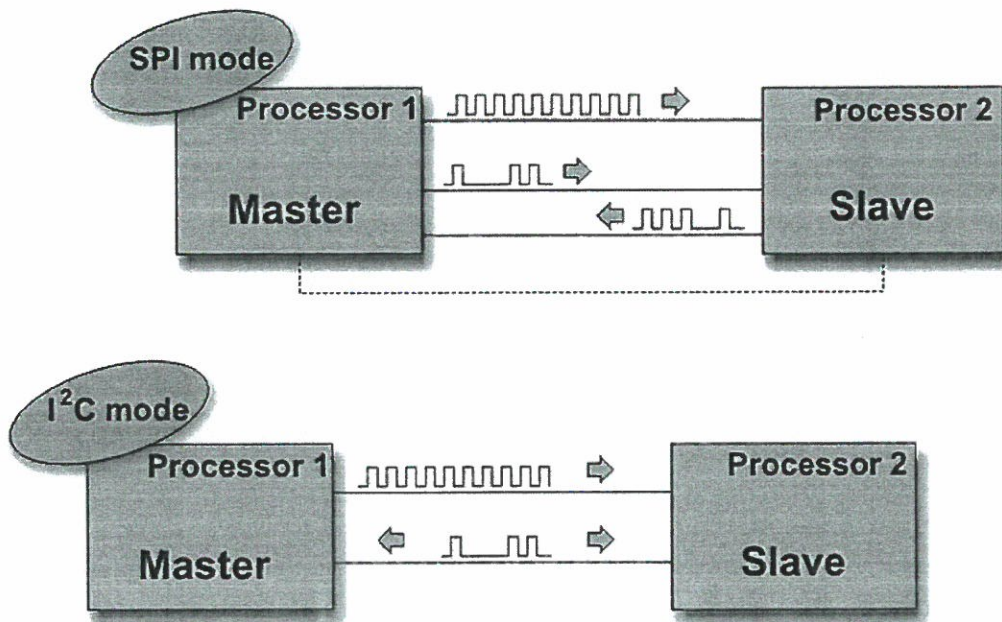 SPI mode
Processor 1
Processor 2
Master
Slave
I²C mode
Processor 1
Processor 2
Master
Slave